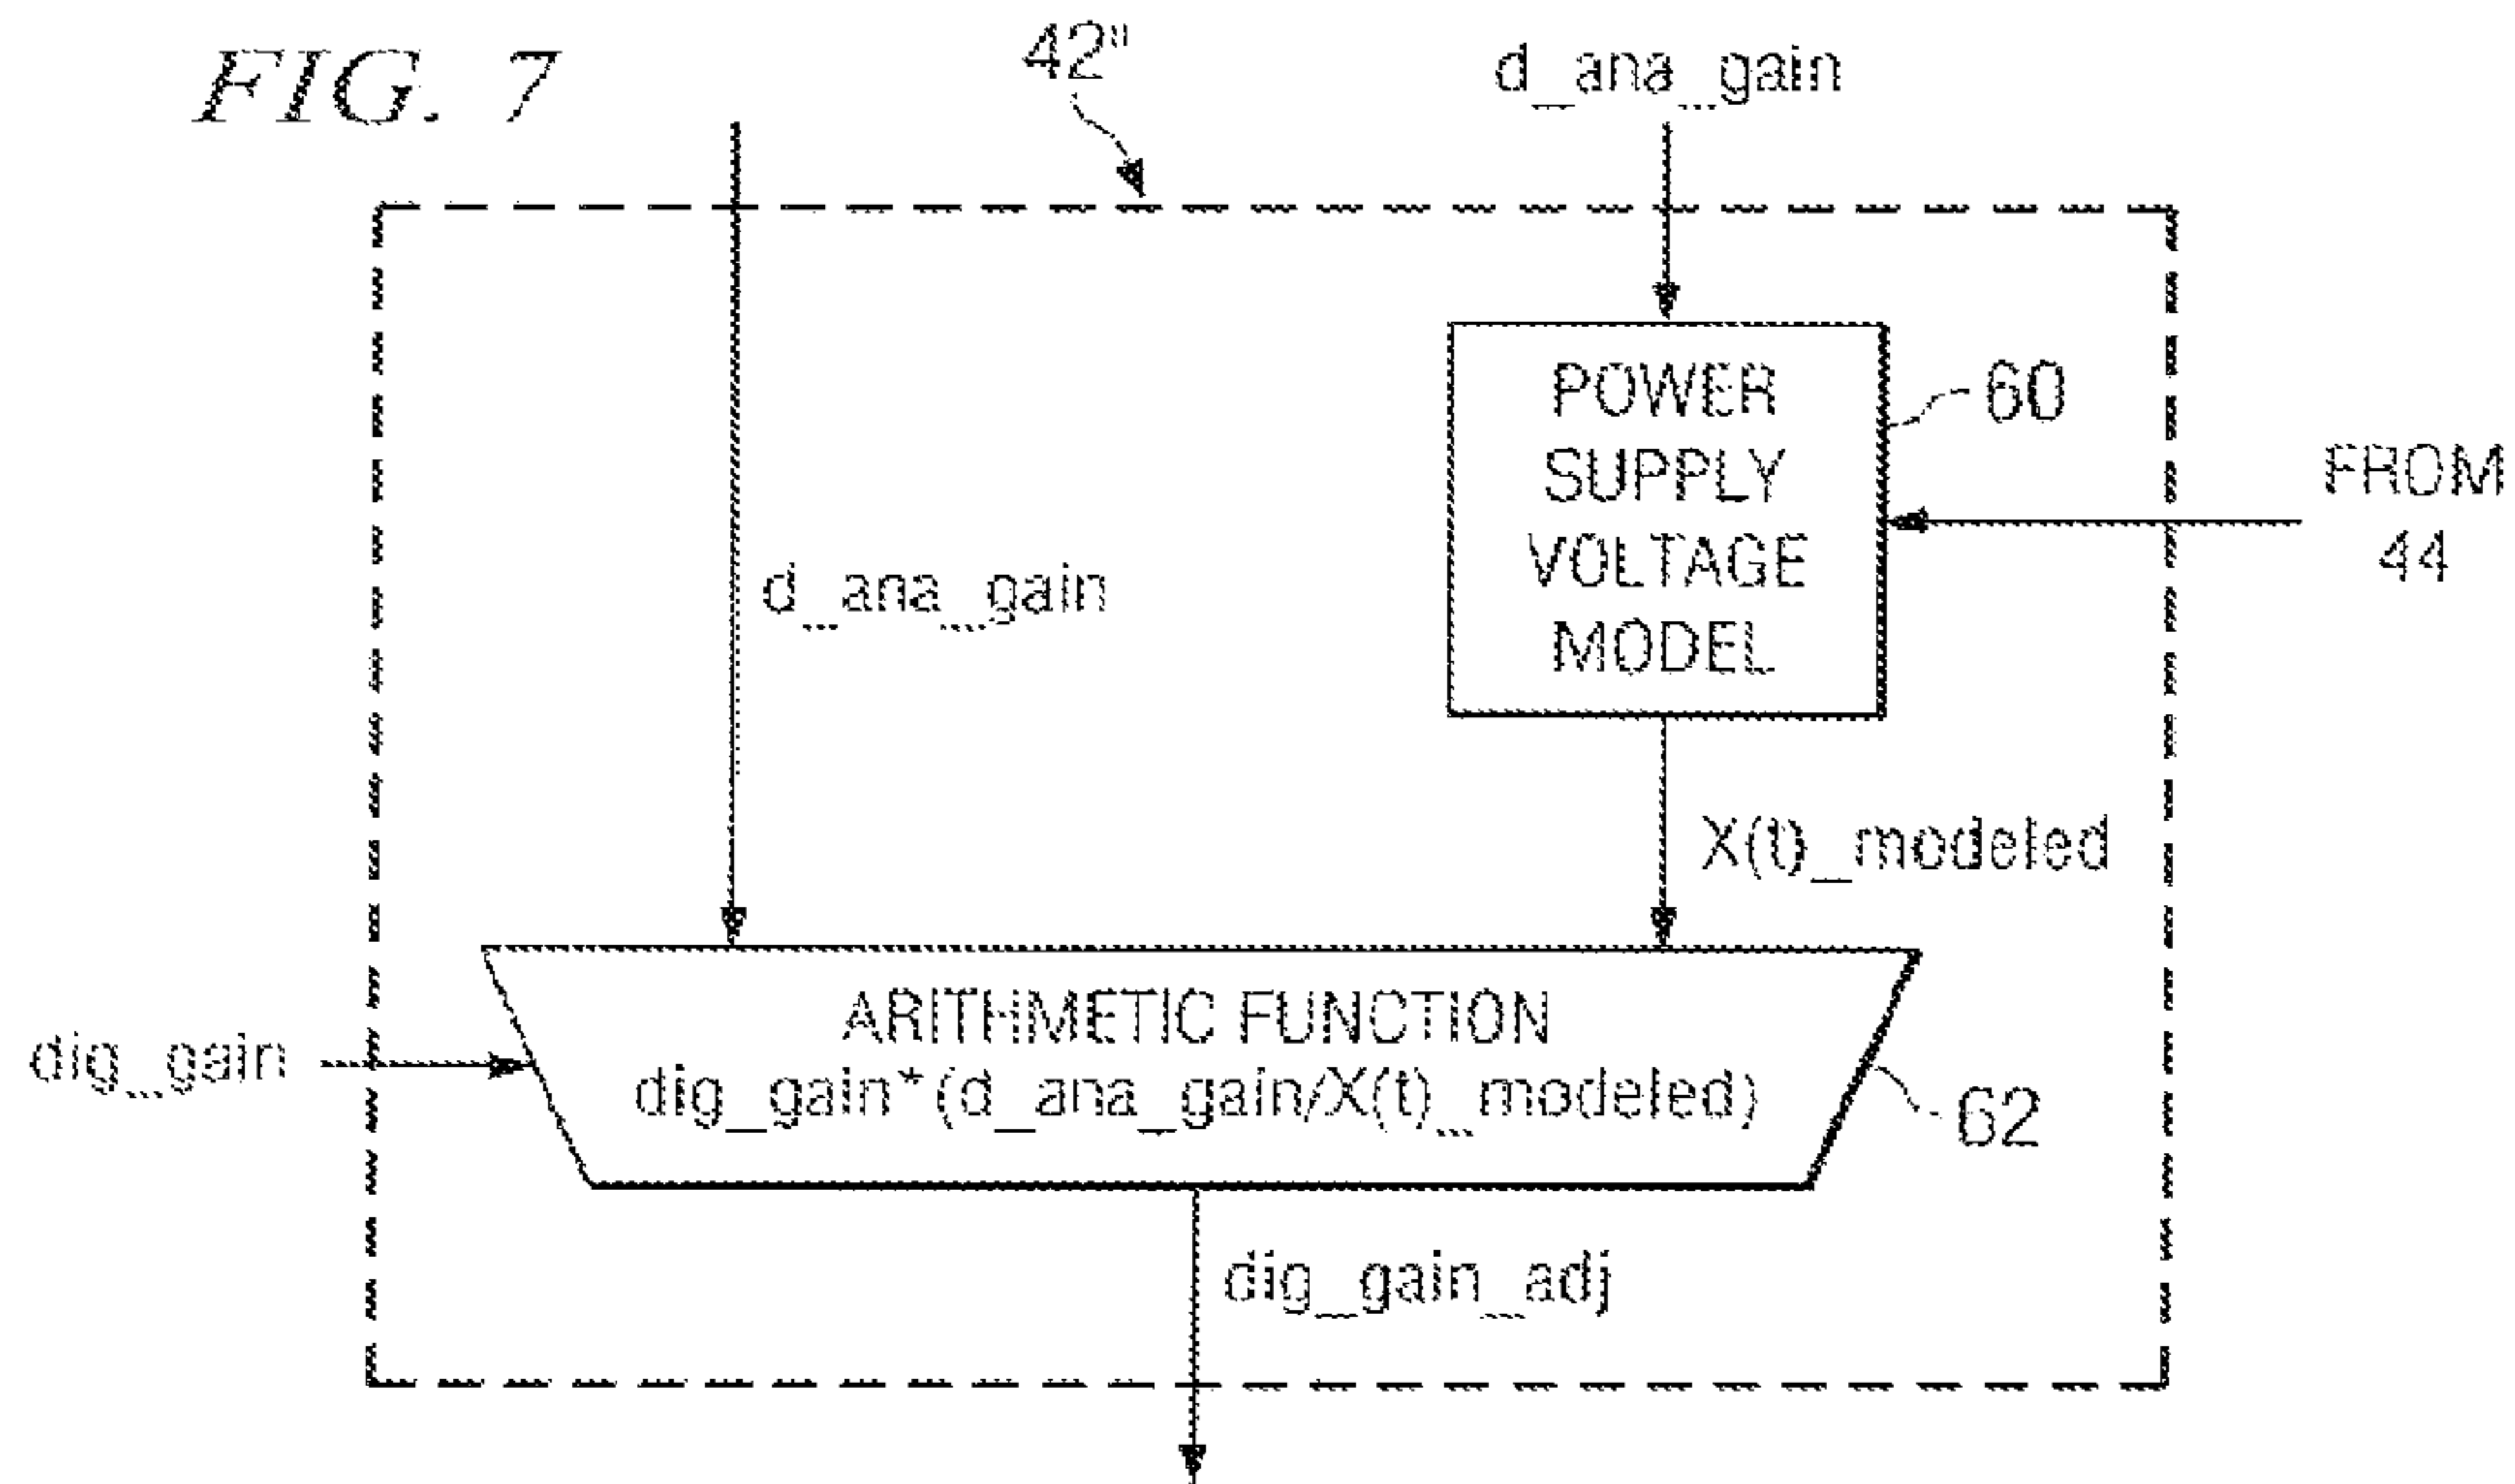 FIG. 7
42"
d_ana_gain
POWER
SUPPLY
VOLTAGE
MODEL
60
FROM
44
d_ana_gain
X(t)_modeled
ARITHMETIC FUNCTION
dig_gain*(d_ana_gain/X(t)_modeled)
dig_gain
62
dig_gain_adj